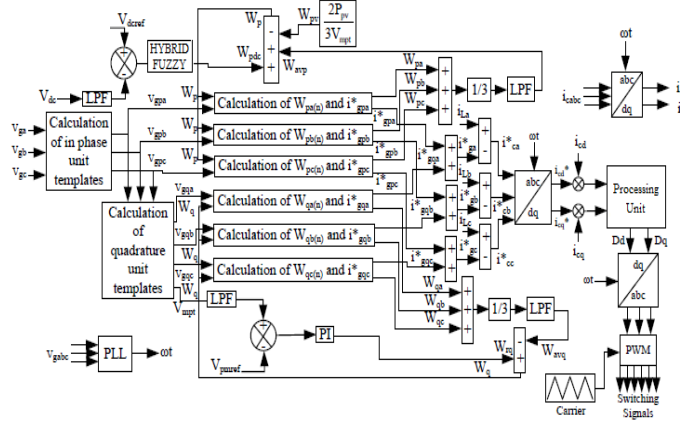 V_dcref
W_p
W_pv
2P_pv
3V_mpt
HYBRID
FUZZY
W_pdc
W_avp
V_dc
LPF
ωt
abc
dq
i_cabc
i
i
v_ga
v_gb
v_gc
Calculation
of in phase
unit
templates
v_gpa
v_gpb
v_gpc
W_p
W_p
W_p
Calculation of W_pa(n) and i*_gpa
Calculation of W_pb(n) and i*_gpb
Calculation of W_pc(n) and i*_gpc
Calculation of W_qa(n) and i*_gqa
Calculation of W_qb(n) and i*_gqb
Calculation of W_qc(n) and i*_gqc
W_pa
W_pb
W_pc
1/3
LPF
i*_gpa
i*_gpb
i*_gpc
i*_gqa
i*_gqb
i*_gqc
i_La
i*_ga
i_Lb
i*_gb
i_Lc
i*_gc
i*_ca
i*_cb
i*_cc
ωt
abc
dq
i_cd
i_cd*
i_cq*
i_cq
Processing
Unit
Dd
Dq
ωt
dq
abc
PWM
Carrier
Switching
Signals
Calculation
of
quadrature
unit
templates
v_gqa
W_q
v_gqb
W_q
v_gqc
W_q
V_mpt
LPF
PI
V_pmref
W_qa
W_qb
W_qc
1/3
LPF
W_rq
W_avq
W_q
v_gabc
PLL
ωt